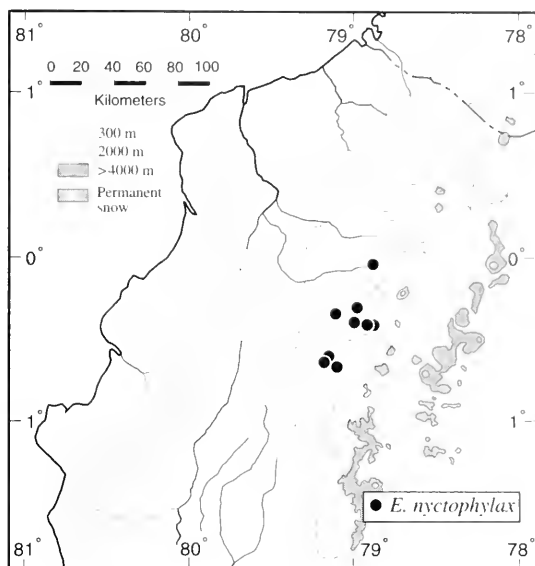 81 80 79 78
0 20 40 60 80 100
Kilometers
1° 1°
300 m
2000 m
>4000 m
Permanent
snow
0° 0°
1° 1°
E. nyctophylax
81° 80° 79° 78°